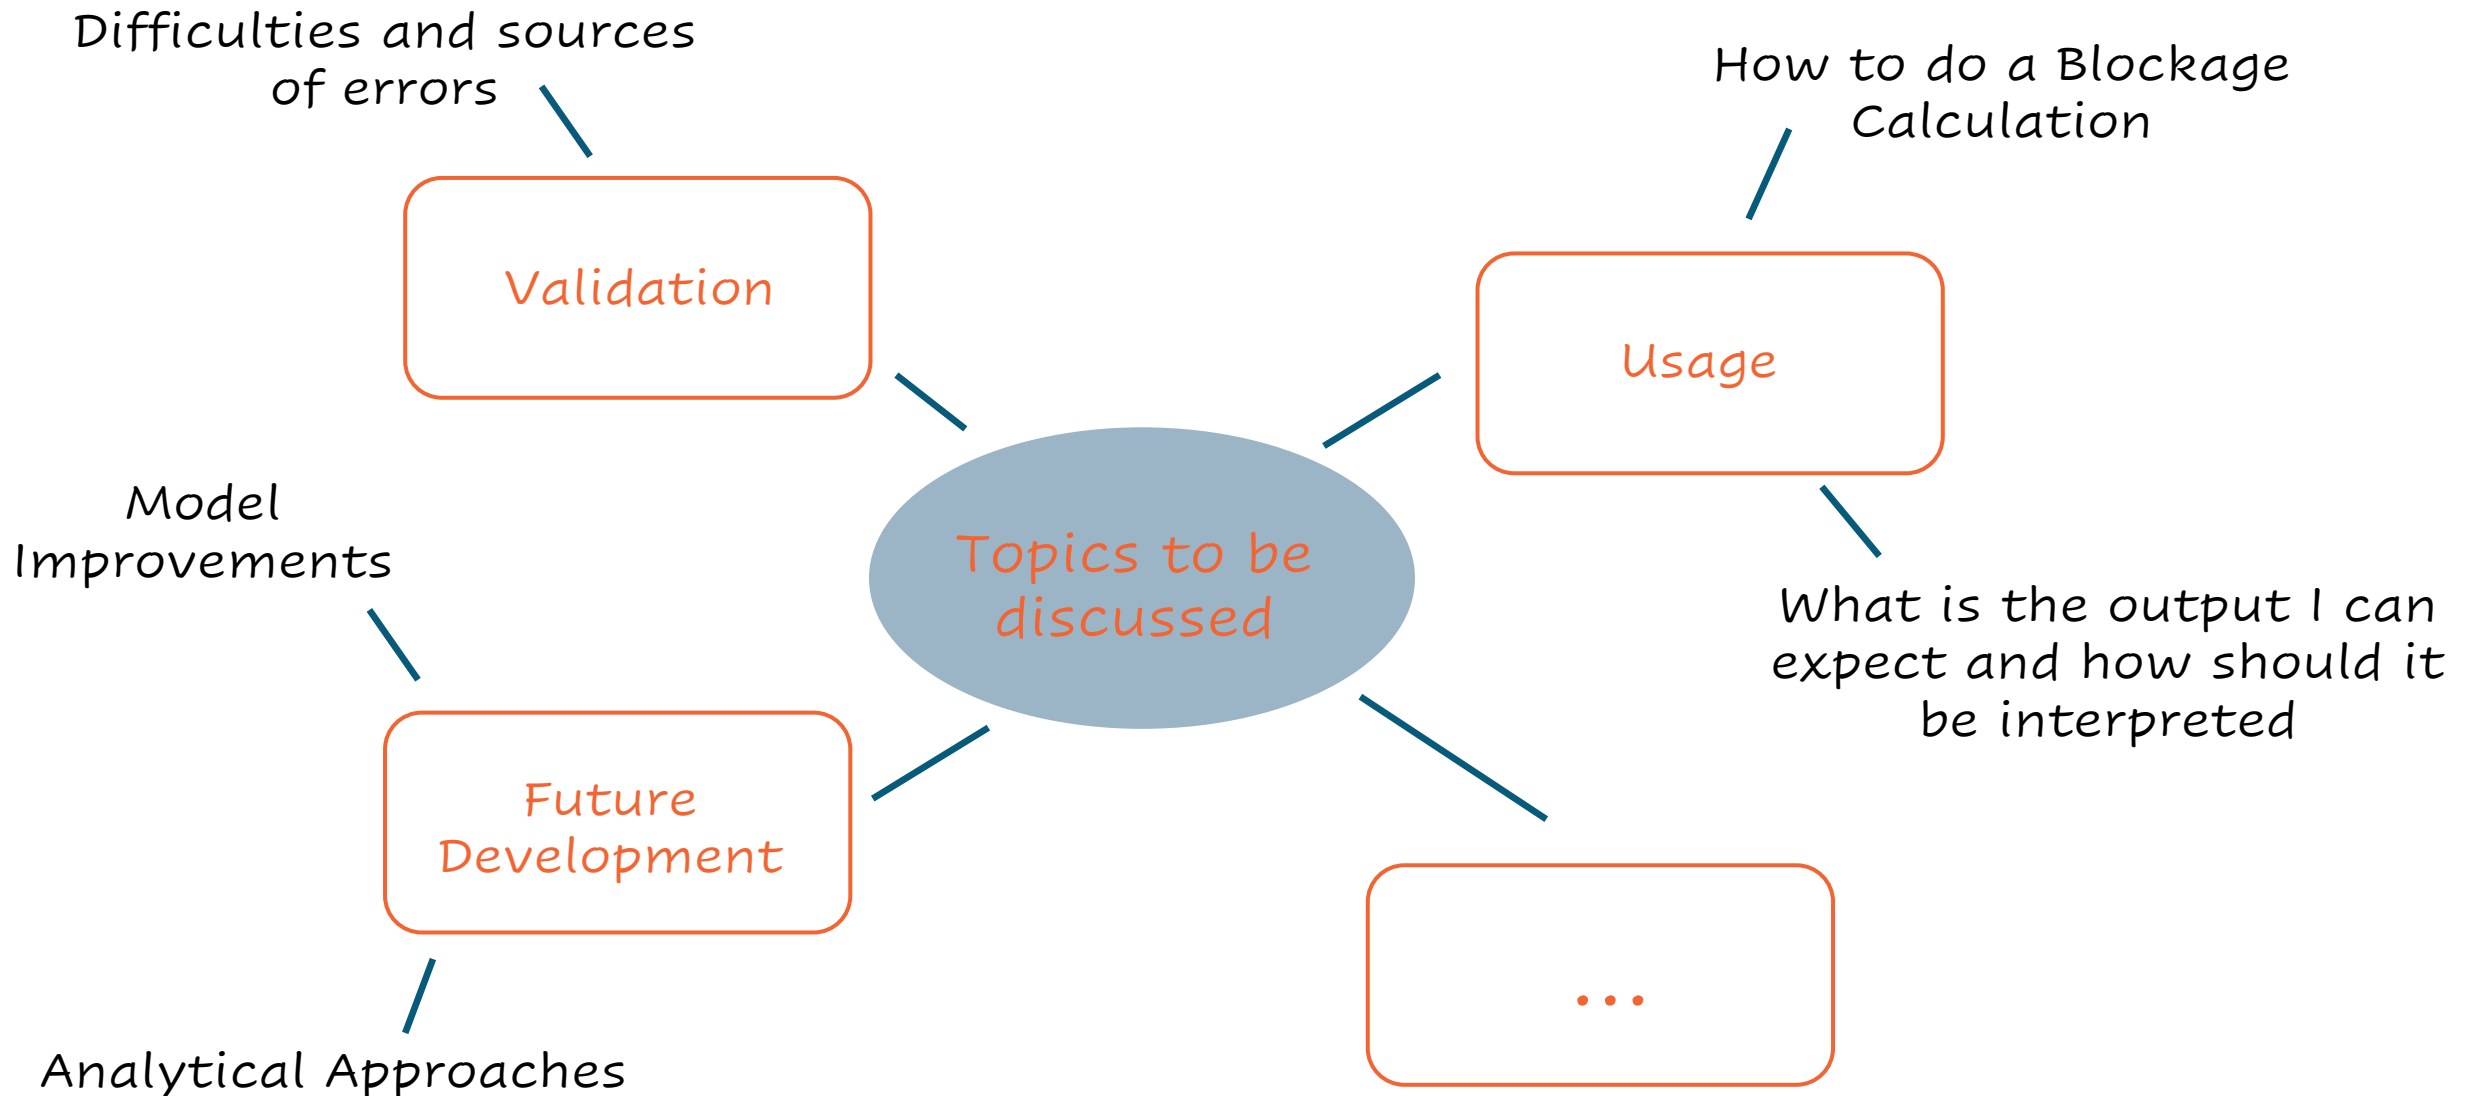 Difficulties and sources
of errors
How to do a Blockage
Calculation
Validation
Usage
Model
Improvements
Topics to be
discussed
What is the output I can
expect and how should it
be interpreted
Future
Development
...
Analytical Approaches